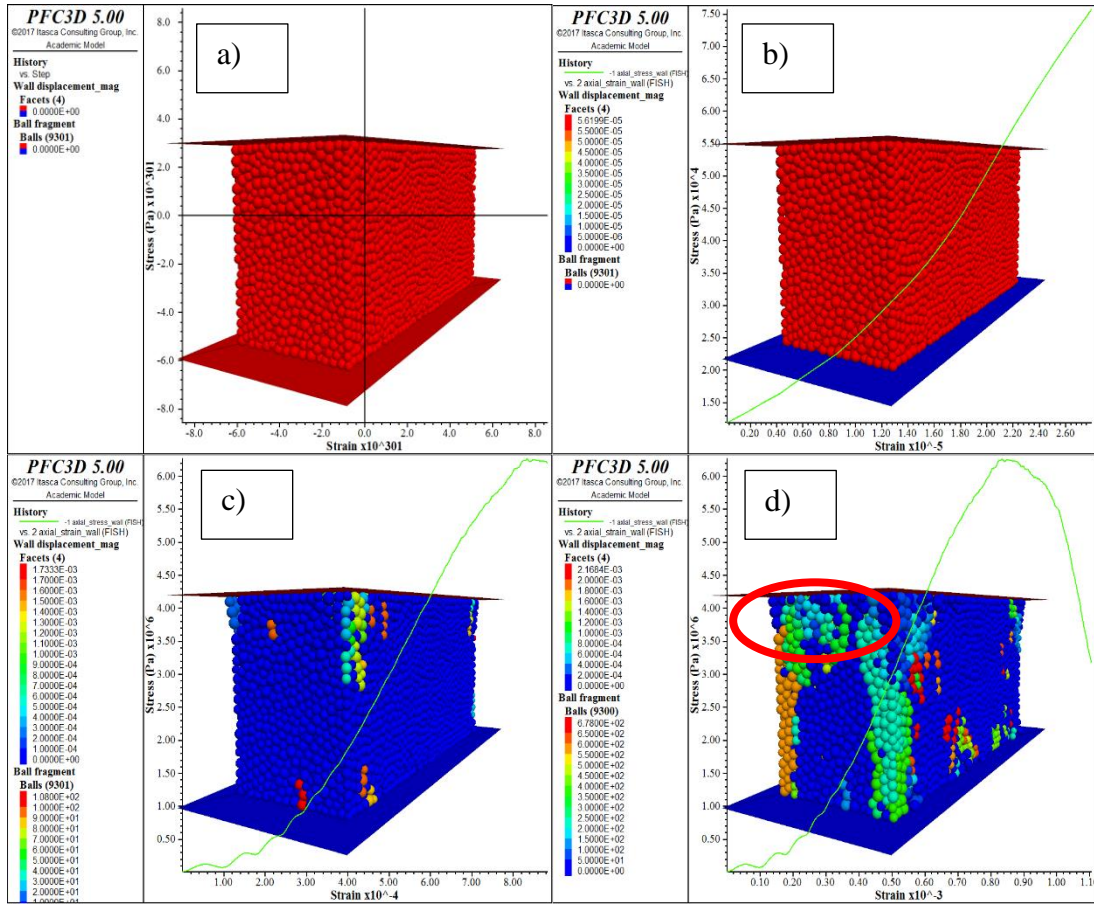 PFC3D 5.00
©2017 Itasca Consulting Group, Inc.
Academic Model
History
vs. Step
Wall displacement_mag
Facets (4)
0.0000E+00
Ball fragment
Balls (9301)
0.0000E+00
a)
Stress (Pa) x10^301
8.0
6.0
4.0
2.0
0.0
-2.0
-4.0
-6.0
-8.0
-8.0 -6.0 -4.0 -2.0 0.0 2.0 4.0 6.0 8.0
Strain x10^301
PFC3D 5.00
©2017 Itasca Consulting Group, Inc.
Academic Model
History
-1 axial_stress_wall (FISH)
vs. 2 axial_strain_wall (FISH)
Wall displacement_mag
Facets (4)
5.6199E-05
5.5000E-05
5.0000E-05
4.5000E-05
4.0000E-05
3.5000E-05
3.0000E-05
2.5000E-05
2.0000E-05
1.5000E-05
1.0000E-05
5.0000E-06
0.0000E+00
Ball fragment
Balls (9301)
0.0000E+00
b)
Stress (Pa) x10^4
7.50
7.00
6.50
6.00
5.50
5.00
4.50
4.00
3.50
3.00
2.50
2.00
1.50
0.20 0.40 0.60 0.80 1.00 1.20 1.40 1.60 1.80 2.00 2.20 2.40 2.60
Strain x10^-5
PFC3D 5.00
©2017 Itasca Consulting Group, Inc.
Academic Model
History
-1 axial_stress_wall (FISH)
vs. 2 axial_strain_wall (FISH)
Wall displacement_mag
Facets (4)
1.7333E-03
1.7000E-03
1.6000E-03
1.5000E-03
1.4000E-03
1.3000E-03
1.2000E-03
1.1000E-03
1.0000E-03
9.0000E-04
8.0000E-04
7.0000E-04
6.0000E-04
5.0000E-04
4.0000E-04
3.0000E-04
2.0000E-04
1.0000E-04
0.0000E+00
Ball fragment
Balls (9301)
1.0800E+02
1.0000E+02
9.0000E+01
8.0000E+01
7.0000E+01
6.0000E+01
5.0000E+01
4.0000E+01
3.0000E+01
2.0000E+01
1.0000E+01
c)
Stress (Pa) x10^6
6.00
5.50
5.00
4.50
4.00
3.50
3.00
2.50
2.00
1.50
1.00
0.50
1.00 2.00 3.00 4.00 5.00 6.00 7.00 8.00
Strain x10^-4
PFC3D 5.00
©2017 Itasca Consulting Group, Inc.
Academic Model
History
-1 axial_stress_wall (FISH)
vs. 2 axial_strain_wall (FISH)
Wall displacement_mag
Facets (4)
2.1684E-03
2.0000E-03
1.8000E-03
1.6000E-03
1.4000E-03
1.2000E-03
1.0000E-03
8.0000E-04
6.0000E-04
4.0000E-04
2.0000E-04
0.0000E+00
Ball fragment
Balls (9300)
6.7800E+02
6.5000E+02
6.0000E+02
5.5000E+02
5.0000E+02
4.5000E+02
4.0000E+02
3.5000E+02
3.0000E+02
2.5000E+02
2.0000E+02
1.5000E+02
1.0000E+02
5.0000E+01
0.0000E+00
d)
Stress (Pa) x10^6
6.00
5.50
5.00
4.50
4.00
3.50
3.00
2.50
2.00
1.50
1.00
0.50
0.10 0.20 0.30 0.40 0.50 0.60 0.70 0.80 0.90 1.00 1.10
Strain x10^-3